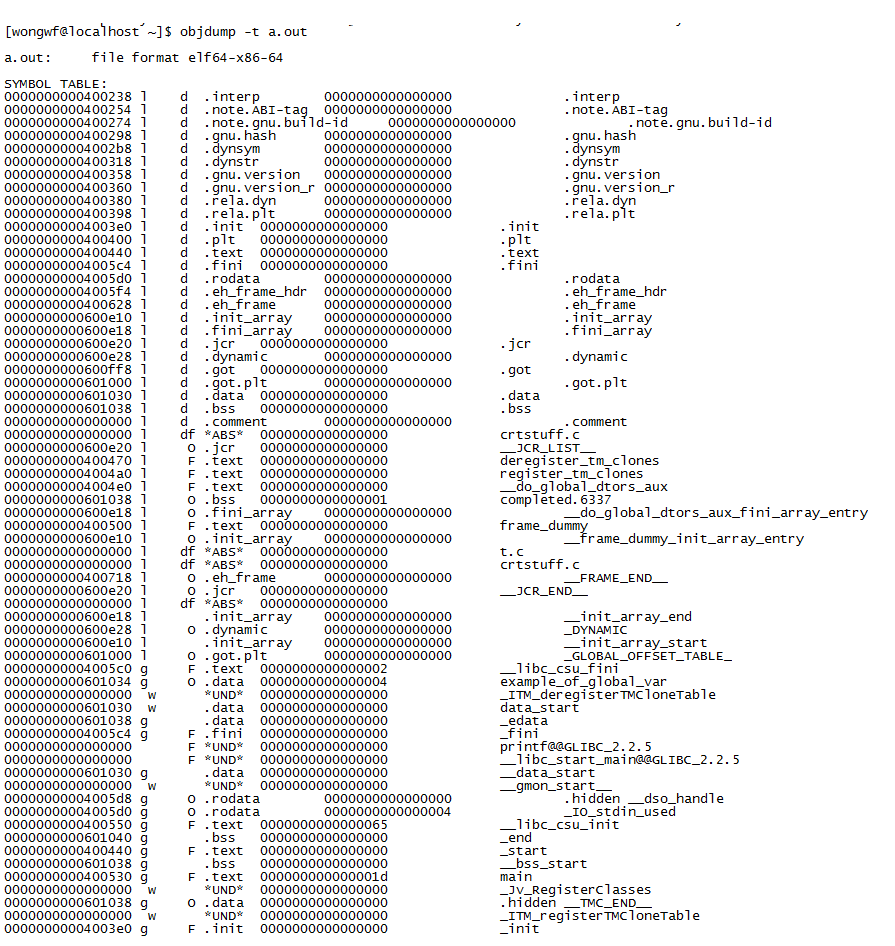 [wongwf@localhost ~]$ objdump -t a.out
a.out:     file format elf64-x86-64
SYMBOL TABLE:
0000000000400238 l    d  .interp        0000000000000000              .interp
0000000000400254 l    d  .note.ABI-tag  0000000000000000              .note.ABI-tag
0000000000400274 l    d  .note.gnu.build-id     0000000000000000              .note.gnu.build-id
0000000000400298 l    d  .gnu.hash      0000000000000000              .gnu.hash
00000000004002b8 l    d  .dynsym        0000000000000000              .dynsym
0000000000400318 l    d  .dynstr        0000000000000000              .dynstr
0000000000400358 l    d  .gnu.version   0000000000000000              .gnu.version
0000000000400360 l    d  .gnu.version_r 0000000000000000              .gnu.version_r
0000000000400380 l    d  .rela.dyn      0000000000000000              .rela.dyn
0000000000400398 l    d  .rela.plt      0000000000000000              .rela.plt
00000000004003e0 l    d  .init  0000000000000000              .init
0000000000400400 l    d  .plt   0000000000000000              .plt
0000000000400440 l    d  .text  0000000000000000              .text
00000000004005c4 l    d  .fini  0000000000000000              .fini
00000000004005d0 l    d  .rodata        0000000000000000              .rodata
00000000004005f4 l    d  .eh_frame_hdr  0000000000000000              .eh_frame_hdr
0000000000400628 l    d  .eh_frame      0000000000000000              .eh_frame
0000000000600e10 l    d  .init_array    0000000000000000              .init_array
0000000000600e18 l    d  .fini_array    0000000000000000              .fini_array
0000000000600e20 l    d  .jcr   0000000000000000              .jcr
0000000000600e28 l    d  .dynamic       0000000000000000              .dynamic
0000000000600ff8 l    d  .got   0000000000000000              .got
0000000000601000 l    d  .got.plt       0000000000000000              .got.plt
0000000000601030 l    d  .data  0000000000000000              .data
0000000000601038 l    d  .bss   0000000000000000              .bss
0000000000000000 l    d  .comment       0000000000000000              .comment
0000000000000000 l    df *ABS*  0000000000000000              crtstuff.c
0000000000600e20 l     O .jcr   0000000000000000              __JCR_LIST__
0000000000400470 l     F .text  0000000000000000              deregister_tm_clones
00000000004004a0 l     F .text  0000000000000000              register_tm_clones
00000000004004e0 l     F .text  0000000000000000              __do_global_dtors_aux
0000000000601038 l     O .bss   0000000000000001              completed.6337
0000000000600e18 l     O .fini_array    0000000000000000              __do_global_dtors_aux_fini_array_entry
0000000000400500 l     F .text  0000000000000000              frame_dummy
0000000000600e10 l     O .init_array    0000000000000000              __frame_dummy_init_array_entry
0000000000000000 l    df *ABS*  0000000000000000              t.c
0000000000000000 l    df *ABS*  0000000000000000              crtstuff.c
0000000000400718 l     O .eh_frame      0000000000000000              __FRAME_END__
0000000000600e20 l     O .jcr   0000000000000000              __JCR_END__
0000000000000000 l    df *ABS*  0000000000000000
0000000000600e18 l       .init_array    0000000000000000              __init_array_end
0000000000600e28 l     O .dynamic       0000000000000000              _DYNAMIC
0000000000600e10 l       .init_array    0000000000000000              __init_array_start
0000000000601000 l     O .got.plt       0000000000000000              _GLOBAL_OFFSET_TABLE_
00000000004005c0 g     F .text  0000000000000002              __libc_csu_fini
0000000000601034 g     O .data  0000000000000004              example_of_global_var
0000000000000000  w      *UND*  0000000000000000              _ITM_deregisterTMCloneTable
0000000000601030  w      .data  0000000000000000              data_start
0000000000601038 g       .data  0000000000000000              _edata
00000000004005c4 g     F .fini  0000000000000000              _fini
0000000000000000       F *UND*  0000000000000000              printf@@GLIBC_2.2.5
0000000000000000       F *UND*  0000000000000000              __libc_start_main@@GLIBC_2.2.5
0000000000601030 g       .data  0000000000000000              __data_start
0000000000000000  w      *UND*  0000000000000000              __gmon_start__
00000000004005d8 g     O .rodata        0000000000000000              .hidden __dso_handle
00000000004005d0 g     O .rodata        0000000000000004              _IO_stdin_used
0000000000400550 g     F .text  0000000000000065              __libc_csu_init
0000000000601040 g       .bss   0000000000000000              _end
0000000000400440 g     F .text  0000000000000000              _start
0000000000601038 g       .bss   0000000000000000              __bss_start
0000000000400530 g     F .text  000000000000001d              main
0000000000000000  w      *UND*  0000000000000000              _Jv_RegisterClasses
0000000000601038 g     O .data  0000000000000000              .hidden __TMC_END__
0000000000000000  w      *UND*  0000000000000000              _ITM_registerTMCloneTable
00000000004003e0 g     F .init  0000000000000000              _init